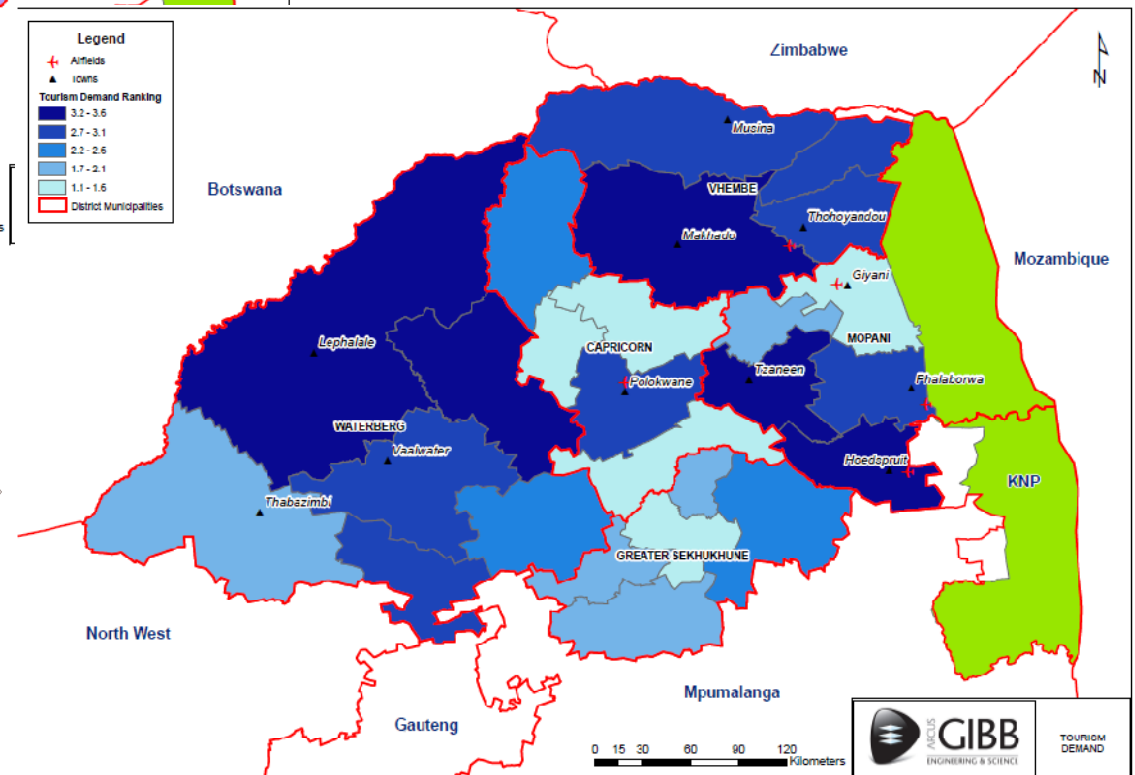 Legend
Airfields
Towns
Tourism Demand Ranking
3.2 - 3.6
2.7 - 3.1
2.2 - 2.6
1.7 - 2.1
1.1 - 1.6
District Municipalities
s
Zimbabwe
N
Botswana
Musina
VHEMBE
Thohoyandou
Makhado
Mozambique
Giyani
MOPANI
Lephalale
CAPRICORN
Polokwane
Tzaneen
Phalaborwa
WATERBERG
Vaalwater
Hoedspruit
KNP
Thabazimbi
GREATER SEKHUKHUNE
North West
Mpumalanga
Gauteng
0 15 30 60 90 120
Kilometers
ARCUS
GIBB
ENGINEERING & SCIENCE
TOURISM
DEMAND